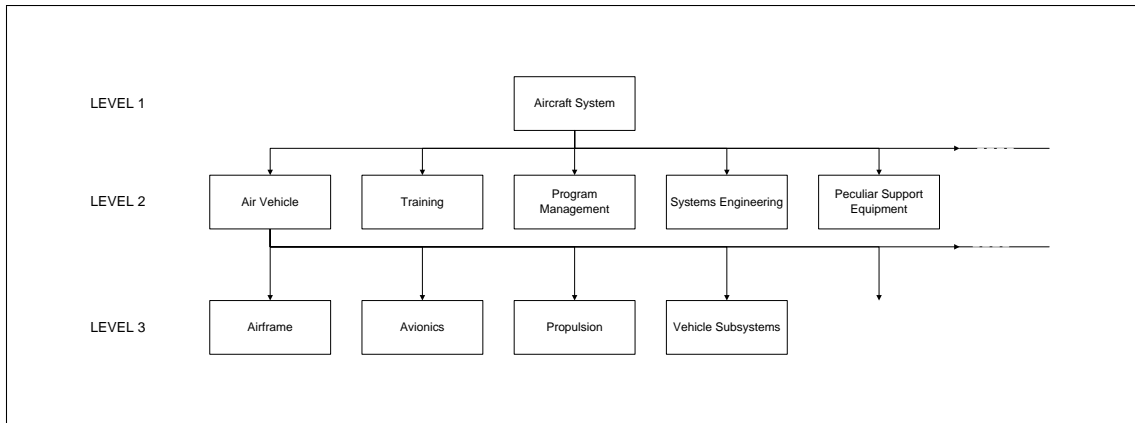 LEVEL 1
Aircraft System
LEVEL 2
Air Vehicle
Training
Program
Management
Systems Engineering
Peculiar Support
Equipment
LEVEL 3
Airframe
Avionics
Propulsion
Vehicle Subsystems